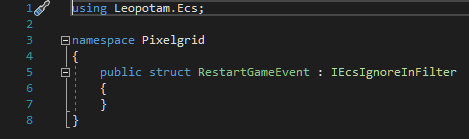 1 using Leopotam.Ecs;
2
3 namespace Pixelgrid
4 {
5 public struct RestartGameEvent : IEcsIgnoreInFilter
6 {
7 }
8 }